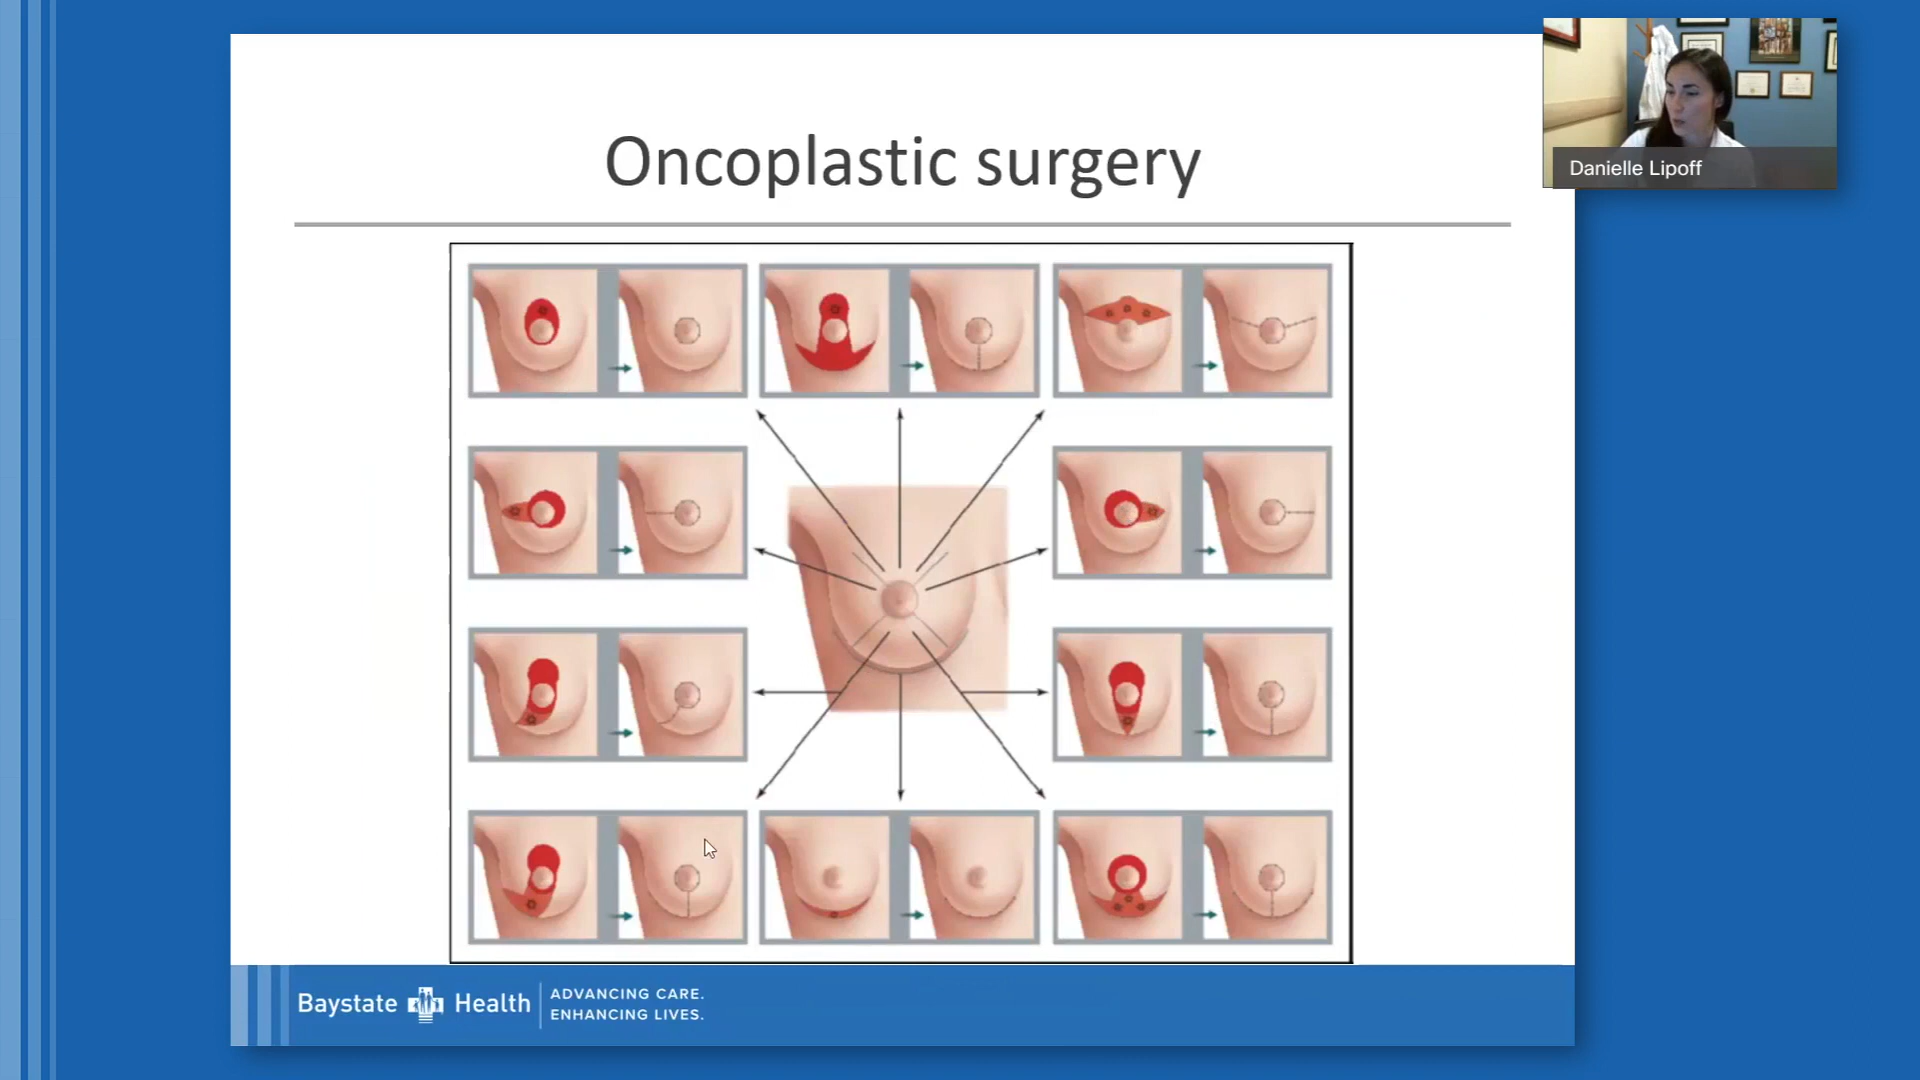 Oncoplastic surgery
Danielle Lipoff
Baystate Health
ADVANCING CARE.
ENHANCING LIVES.